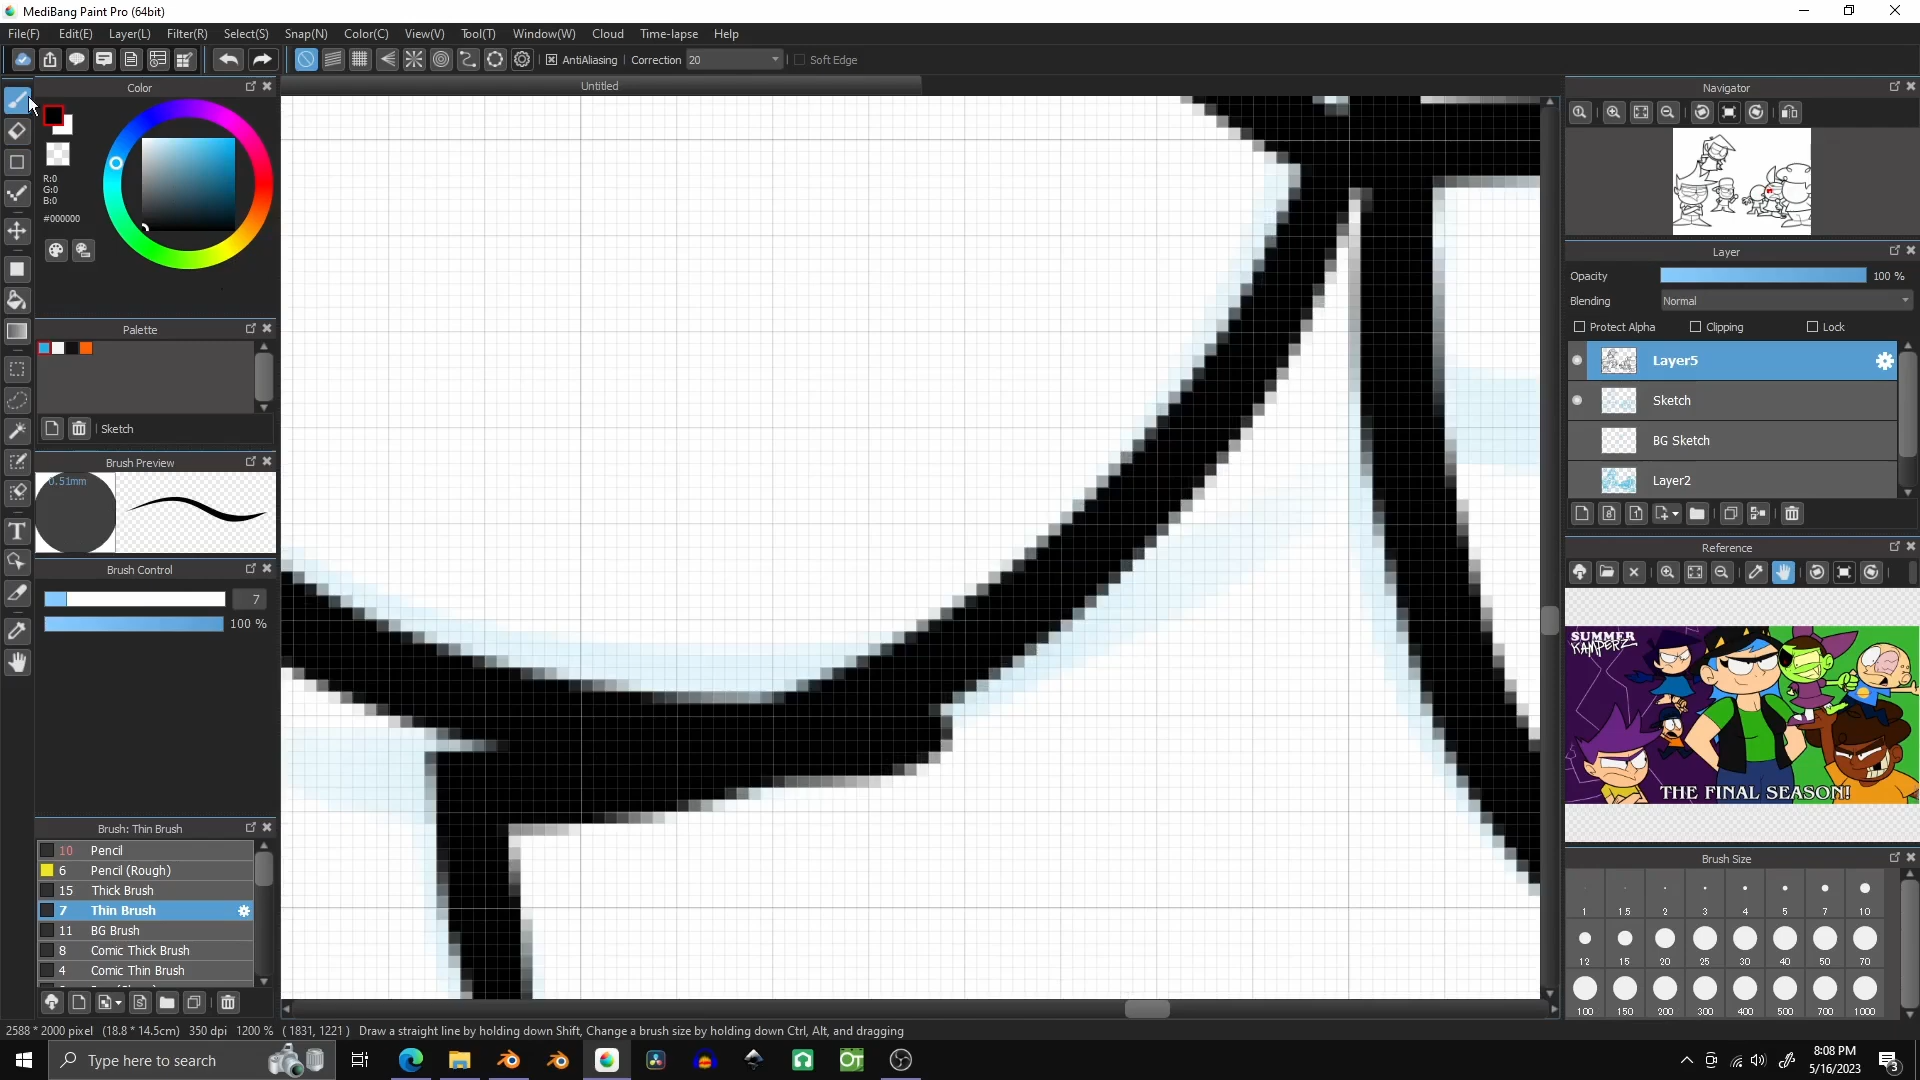 MediBang Paint Pro (64bit)
File(F) Edit(E) Layer(L) Filter(R) Select(S) Snap(N) Color(C) View(V) Tool(T) Window(W) Cloud Time-lapse Help
AntiAliasing Correction 20 Soft Edge
Color
Untitled
Navigator
R:0
G:0
B:0
#000000
Layer
Opacity 100 %
Blending Normal
Protect Alpha Clipping Lock
Layer5
Sketch
BG Sketch
Layer2
Palette
Sketch
Brush Preview
0.51mm
Brush Control
7
100 %
Reference
SUMMER
KAMPERZ
THE FINAL SEASON!
Brush: Thin Brush
10 Pencil
6 Pencil (Rough)
15 Thick Brush
7 Thin Brush
11 BG Brush
8 Comic Thick Brush
4 Comic Thin Brush
Brush Size
1 1.5 2 3 4 5 7 10
12 15 20 25 30 40 50 70
100 150 200 300 400 500 700 1000
2588 * 2000 pixel (18.8 * 14.5cm) 350 dpi 1200 % ( 1831, 1221 ) Draw a straight line by holding down Shift, Change a brush size by holding down Ctrl, Alt, and dragging
Type here to search
OT
8:08 PM
5/16/2023
3